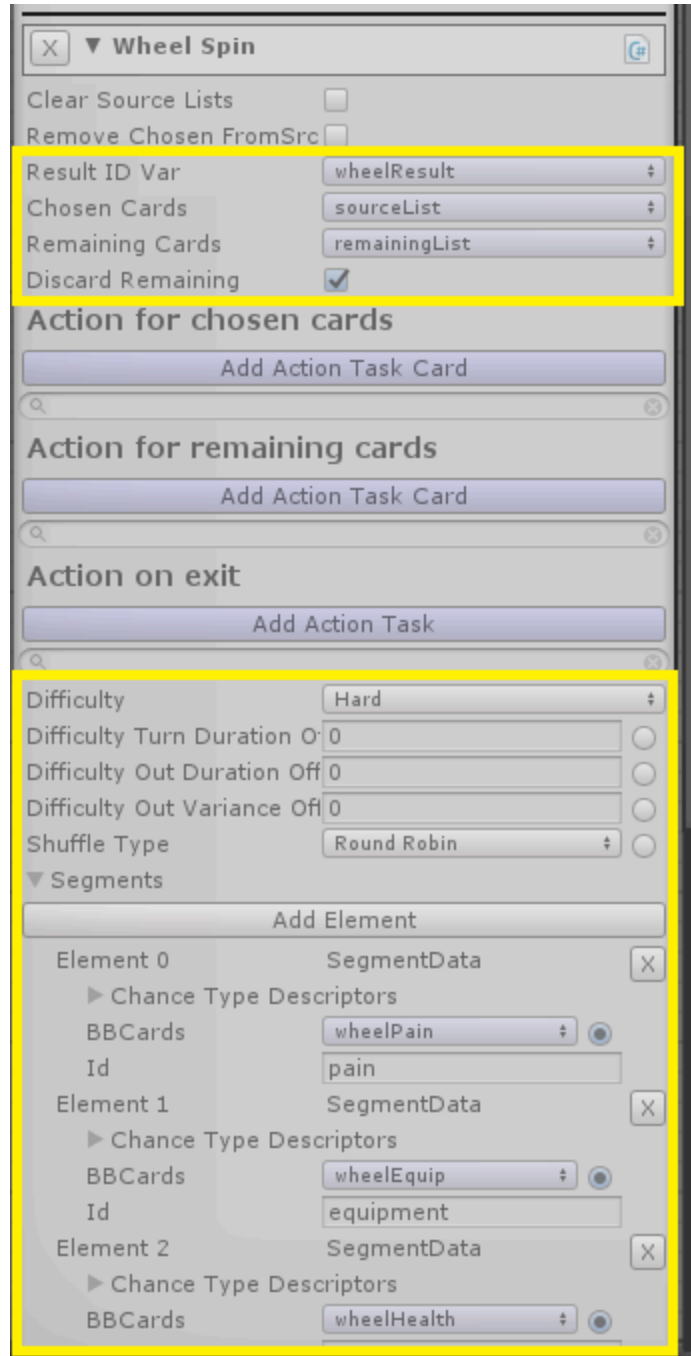 X ▼ Wheel Spin C#
Clear Source Lists
Remove Chosen FromSrc
Result ID Var wheelResult
Chosen Cards sourceList
Remaining Cards remainingList
Discard Remaining
Action for chosen cards
Add Action Task Card
Action for remaining cards
Add Action Task Card
Action on exit
Add Action Task
Difficulty Hard
Difficulty Turn Duration O 0
Difficulty Out Duration Off 0
Difficulty Out Variance Off 0
Shuffle Type Round Robin
▼ Segments
Add Element
Element 0 SegmentData X
▶ Chance Type Descriptors
BBCards wheelPain
Id pain
Element 1 SegmentData X
▶ Chance Type Descriptors
BBCards wheelEquip
Id equipment
Element 2 SegmentData X
▶ Chance Type Descriptors
BBCards wheelHealth